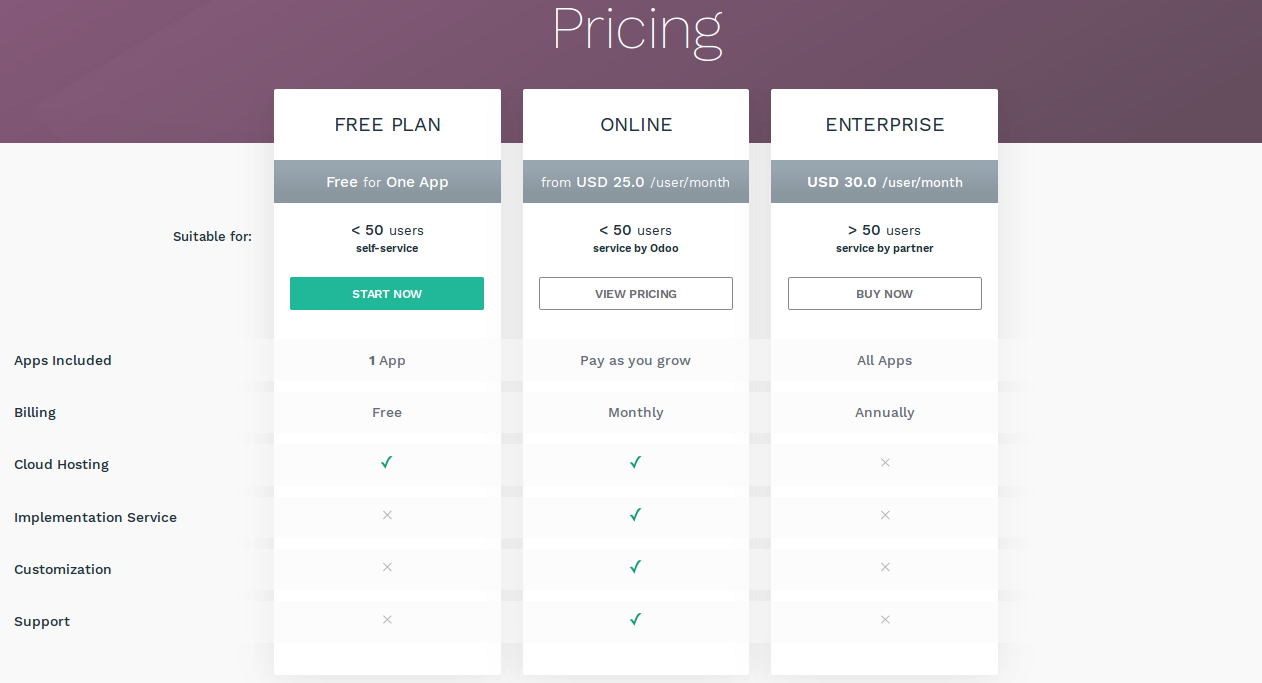 Pricing
FREE PLAN
ONLINE
ENTERPRISE
Free for One App
from USD 25.0 /user/month
USD 30.0 /user/month
Suitable for:
< 50 users
self-service
< 50 users
service by Odoo
> 50 users
service by partner
START NOW
VIEW PRICING
BUY NOW
Apps Included
1 App
Pay as you grow
All Apps
Billing
Free
Monthly
Annually
Cloud Hosting
Implementation Service
Customization
Support